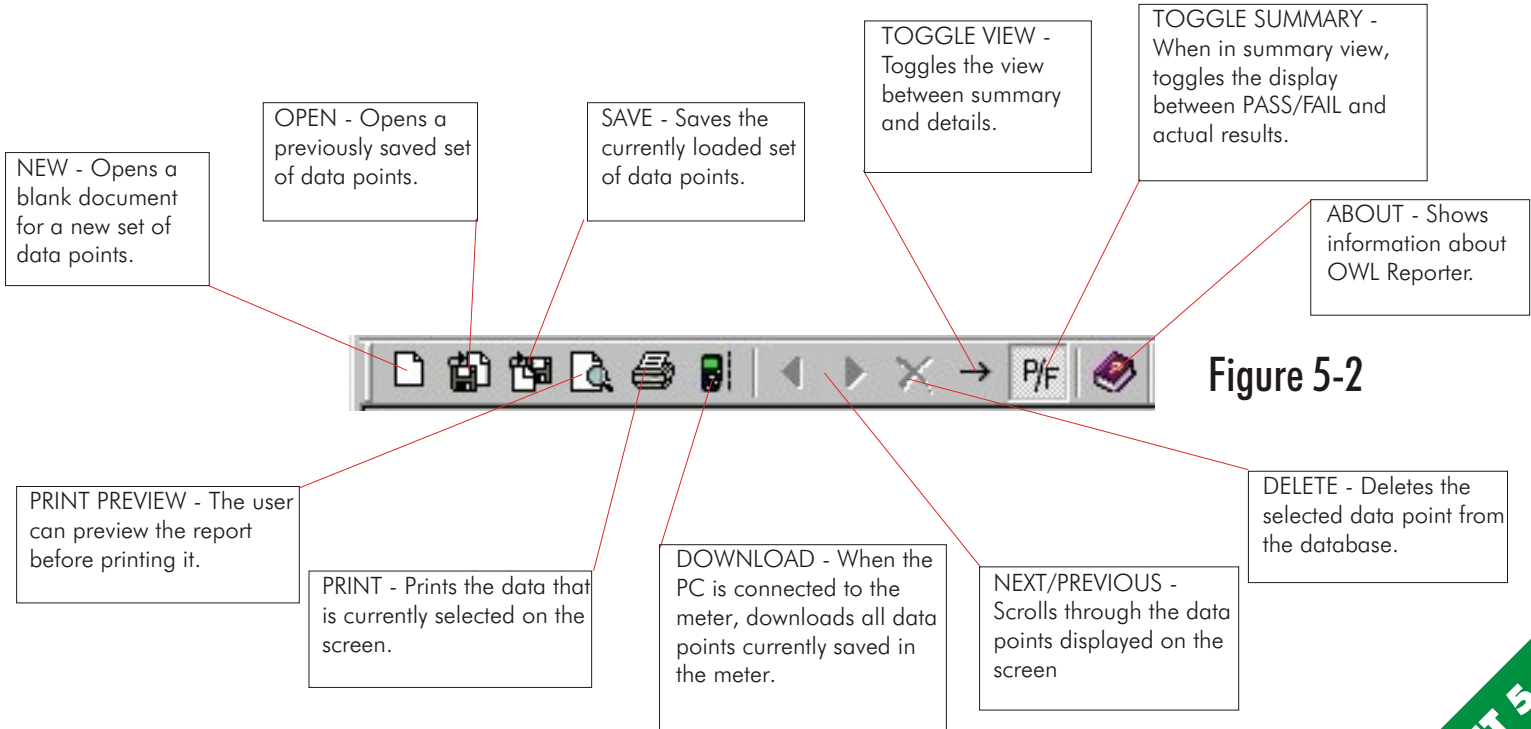 NEW - Opens a
blank document
for a new set of
data points.
OPEN - Opens a
previously saved set
of data points.
SAVE - Saves the
currently loaded set
of data points.
TOGGLE VIEW -
Toggles the view
between summary
and details.
TOGGLE SUMMARY -
When in summary view,
toggles the display
between PASS/FAIL and
actual results.
ABOUT - Shows
information about
OWL Reporter.
P/F
Figure 5-2
PRINT PREVIEW - The user
can preview the report
before printing it.
PRINT - Prints the data that
is currently selected on the
screen.
DOWNLOAD - When the
PC is connected to the
meter, downloads all data
points currently saved in
the meter.
NEXT/PREVIOUS -
Scrolls through the data
points displayed on the
screen
DELETE - Deletes the
selected data point from
the database.